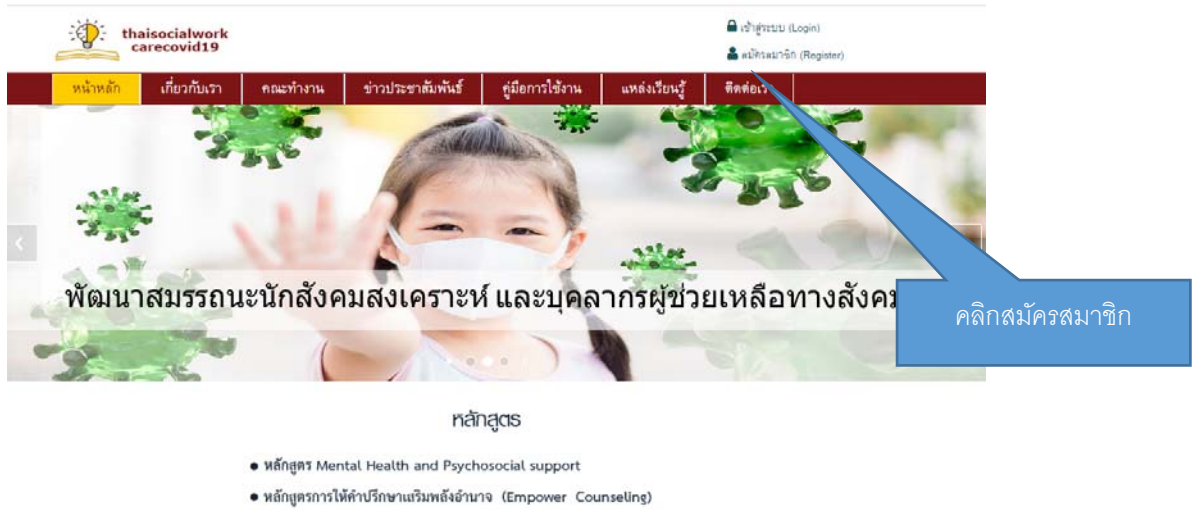 thaisocialwork
carecovid19
เข้าสู่ระบบ (Login)
สมัครสมาชิก (Register)
หน้าหลัก เกี่ยวกับเรา คณะทำงาน ข่าวประชาสัมพันธ์ คู่มือการใช้งาน แหล่งเรียนรู้ ติดต่อเรา
พัฒนาสมรรถนะนักสังคมสงเคราะห์ และบุคลากรผู้ช่วยเหลือทางสังคม
คลิกสมัครสมาชิก
หลักสูตร
● หลักสูตร Mental Health and Psychosocial support
● หลักสูตรการให้คำปรึกษาเสริมพลังอำนาจ (Empower Counseling)